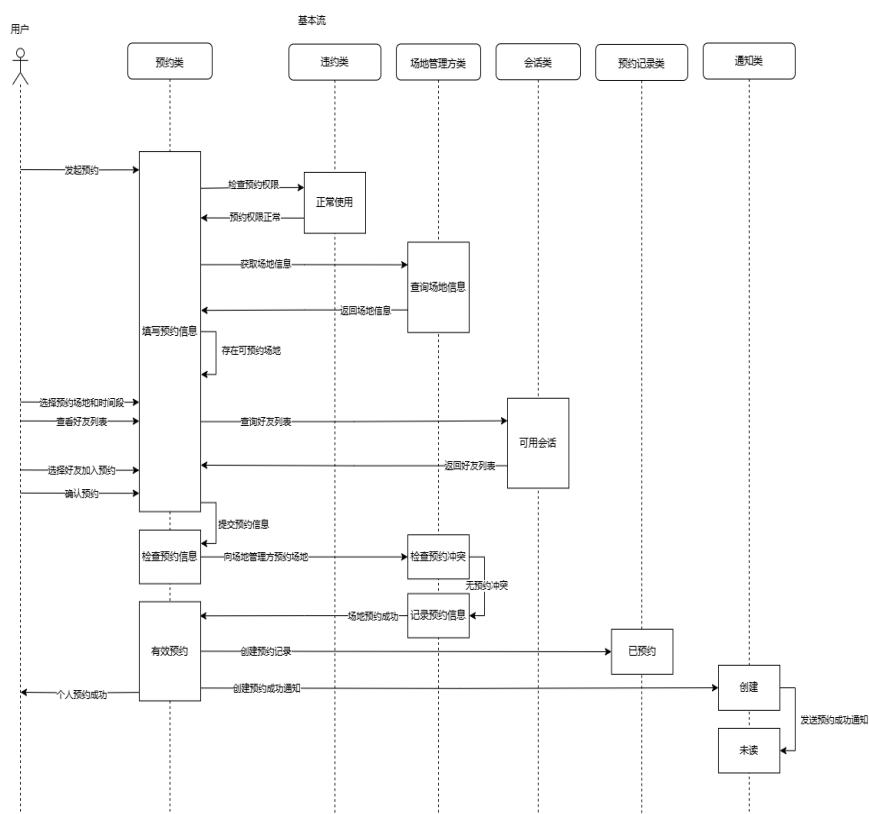 基本流
用户
预约类
违约类
场地管理方类
会话类
预约记录类
通知类
发起预约
检查预约权限
正常使用
预约权限正常
获取场地信息
查询场地信息
返回场地信息
填写预约信息
存在可预约场地
选择预约场地和时间段
查看好友列表
查询好友列表
可用会话
返回好友列表
选择好友加入预约
确认预约
提交预约信息
检查预约信息
向场地管理方预约场地
检查预约冲突
无预约冲突
场地预约成功
记录预约信息
有效预约
创建预约记录
已预约
个人预约成功
创建预约成功通知
创建
发送预约成功通知
未读